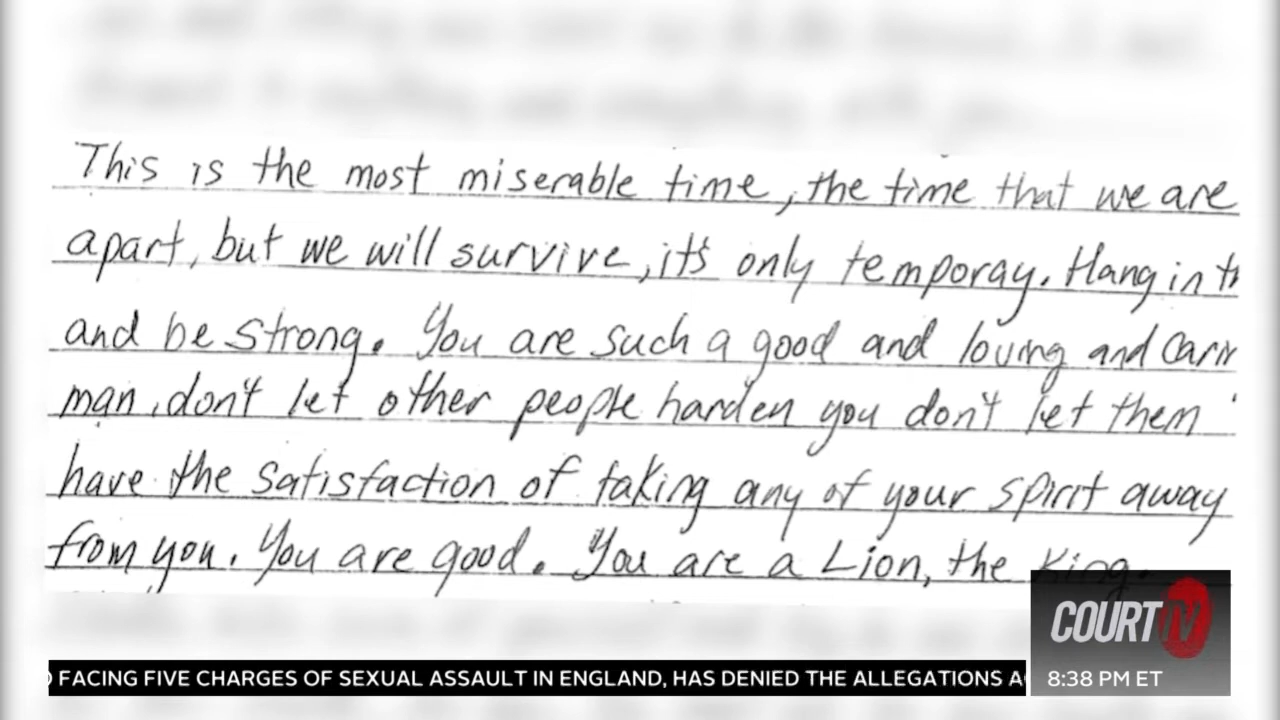 This is the most miserable time, the time that we are
apart, but we will survive, it's only temporay. Hang in th
and be strong. You are such a good and loving and carin
man, don't let other people harden you don't let them
have the satisfaction of taking any of your spirit away
from you. You are good. You are a Lion, the King.
COURT TV
FACING FIVE CHARGES OF SEXUAL ASSAULT IN ENGLAND, HAS DENIED THE ALLEGATIONS
8:38 PM ET